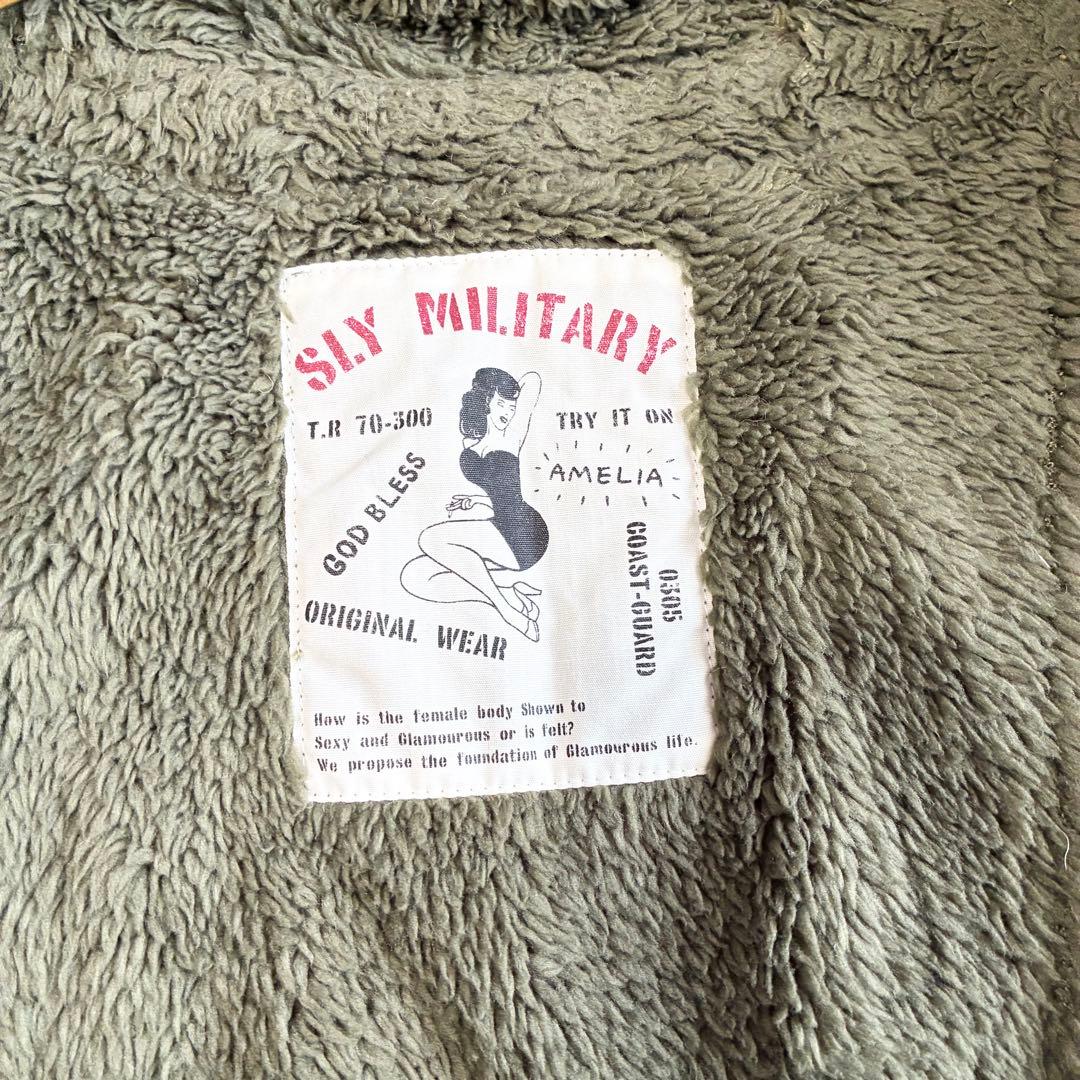 SLY MILITARY
T.R 70-300
TRY IT ON
AMELIA
GOD BLESS
COAST-GUARD
0305
ORIGINAL WEAR
How is the female body Shown to
Sexy and Glamourous or is felt?
We propose the foundation of Glamourous life.